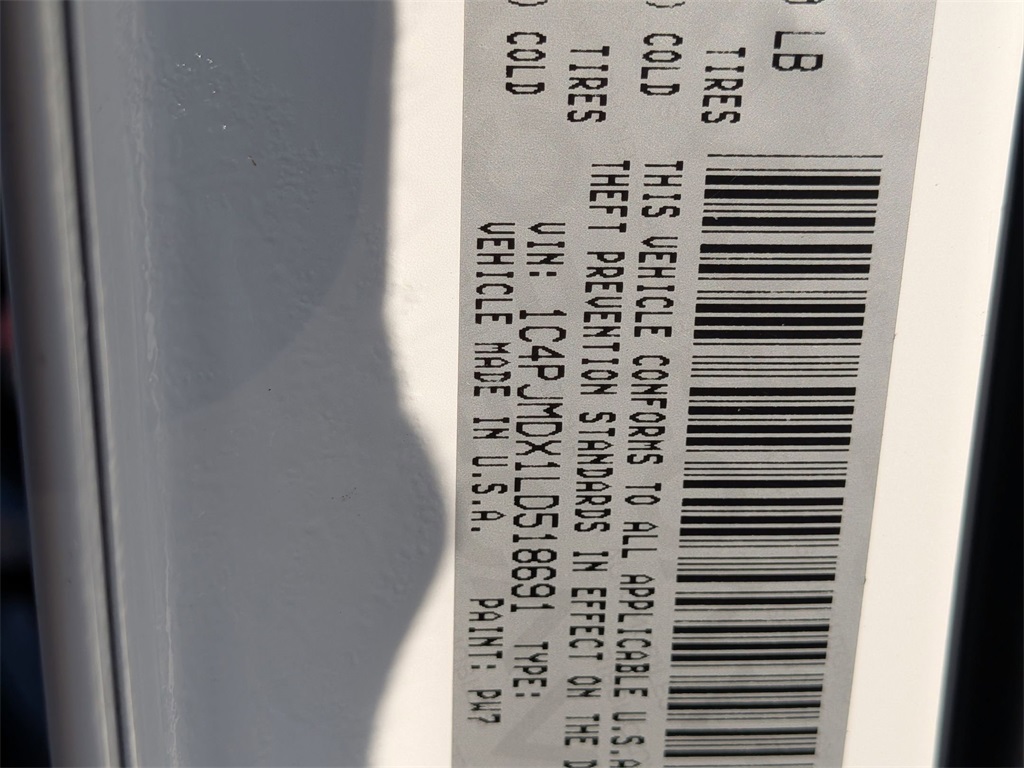 ) LB
TIRES
) COLD
TIRES
) COLD
THIS VEHICLE CONFORMS TO ALL APPLICABLE U.S.A
THEFT PREVENTION STANDARDS IN EFFECT ON THE D
VIN: 1C4PJMDX1LD518691 TYPE:
VEHICLE MADE IN U.S.A. PAINT: PW7